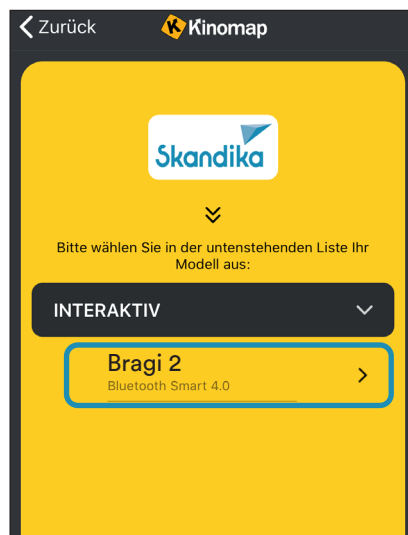 Zurück
Kinomap
Skandika
Bitte wählen Sie in der untenstehenden Liste Ihr
Modell aus:
INTERAKTIV
Bragi 2
Bluetooth Smart 4.0